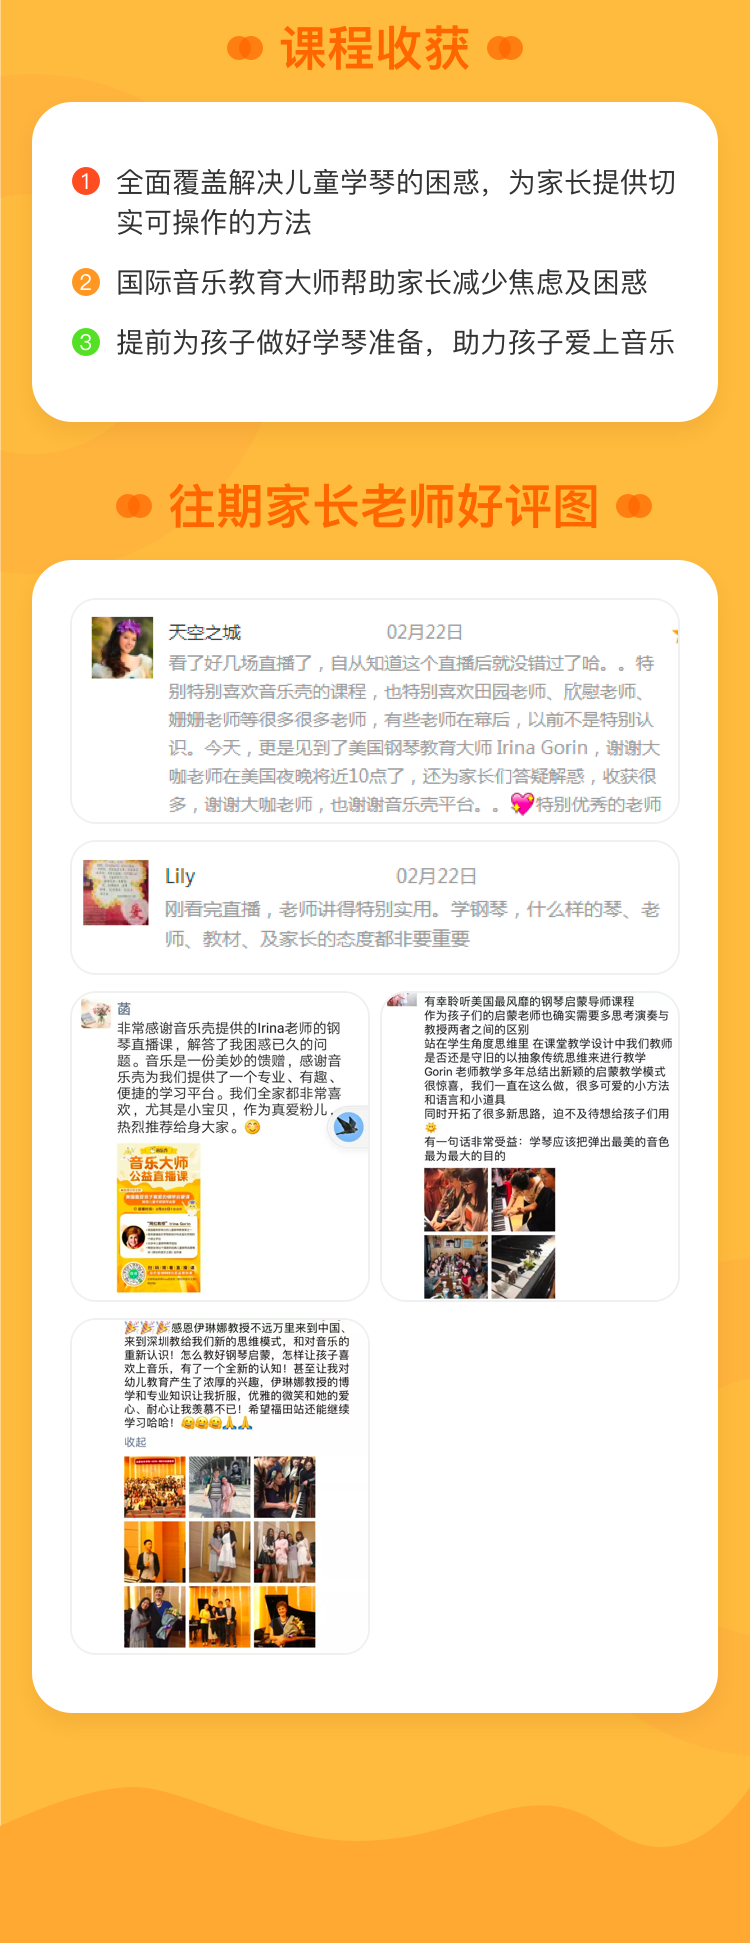 课程收获
1 全面覆盖解决儿童学琴的困惑，为家长提供切
实可操作的方法
2 国际音乐教育大师帮助家长减少焦虑及困惑
3 提前为孩子做好学琴准备，助力孩子爱上音乐
往期家长老师好评图
天空之城 02月22日
看了好几场直播了，自从知道这个直播后就没错过了哈。。特
别特别喜欢音乐壳的课程，也特别喜欢田园老师、欣慰老师、
姗姗老师等很多很多老师，有些老师在幕后，以前不是特别认
识。今天，更是见到了美国钢琴教育大师 Irina Gorin，谢谢大
咖老师在美国夜晚将近10点了，还为家长们答疑解惑，收获很
多，谢谢大咖老师，也谢谢音乐壳平台。。💖特别优秀的老师
Lily 02月22日
刚看完直播，老师讲得特别实用。学钢琴，什么样的琴、老
师、教材、及家长的态度都非要重要
菡
非常感谢音乐壳提供的Irina老师的钢
琴直播课，解答了我困惑已久的问
题。音乐是一份美妙的馈赠，感谢音
乐壳为我们提供了一个专业、有趣、
便捷的学习平台。我们全家都非常喜
欢，尤其是小宝贝，作为真爱粉儿，
热烈推荐给身大家。😋
音乐大师
公益直播课
Irina Gorin
有幸聆听美国最风靡的钢琴启蒙导师课程
作为孩子们的启蒙老师也确实需要多思考演奏与
教授两者之间的区别
站在学生角度思维里 在课堂教学设计中我们教师
是否还是守旧的以抽象传统思维来进行教学
Gorin 老师教学多年总结出新颖的启蒙教学模式
很惊喜，我们一直在这么做，很多可爱的小方法
和语言和小道具
同时开拓了很多新思路，迫不及待想给孩子们用
🌞
有一句话非常受益：学琴应该把弹出最美的音色
最为最大的目的
🎉🎉🎉感恩伊琳娜教授不远万里来到中国、
来到深圳教给我们新的思维模式，和对音乐的
重新认识！怎么教好钢琴启蒙，怎样让孩子喜
欢上音乐，有了一个全新的认知！甚至让我对
幼儿教育产生了浓厚的兴趣，伊琳娜教授的博
学和专业知识让我折服，优雅的微笑和她的爱
心、耐心让我羡慕不已！希望福田站还能继续
学习哈哈！😄😄😄🙏🙏
收起